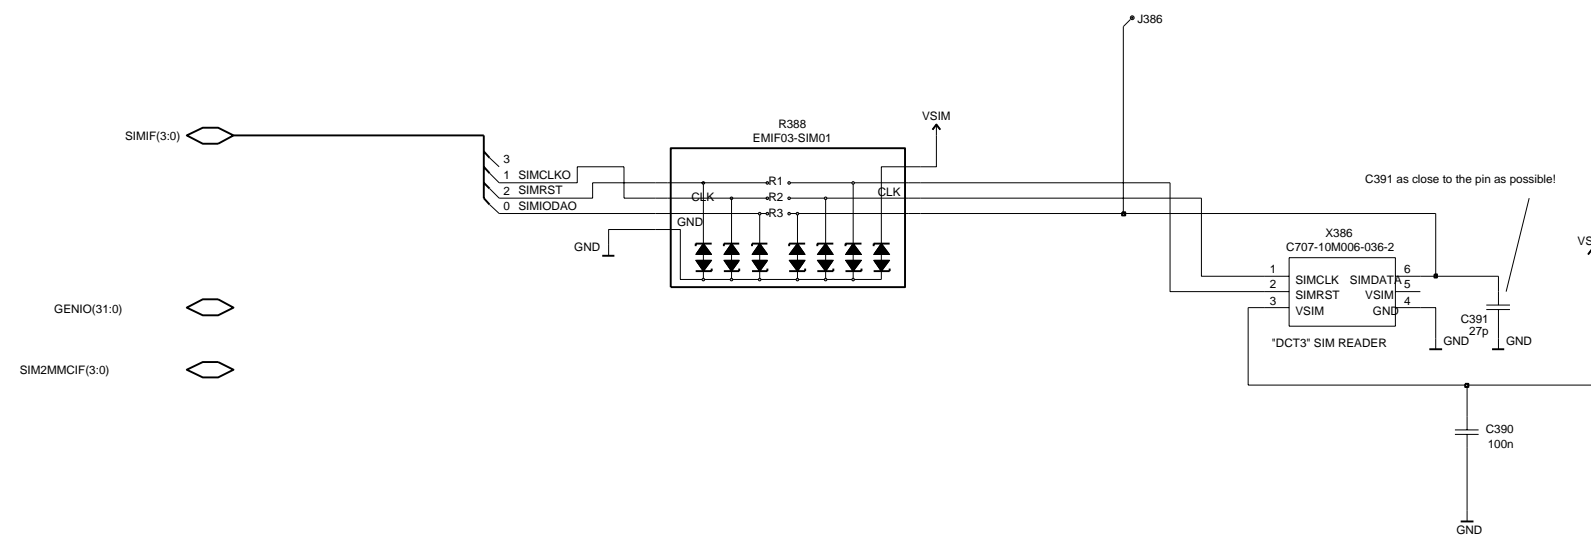 J386
VSIM
R388
EMIF03-SIM01
SIMIF(3:0)
3
1 SIMCLKO
2 SIMRST
0 SIMIODAO
R1
CLK R2 CLK
R3
GND
GND
C391 as close to the pin as possible!
X386
C707-10M006-036-2
VS
1 SIMCLK SIMDATA 6
2 SIMRST VSIM 5
3 VSIM GND 4
C391
27p
GND
GND
"DCT3" SIM READER
GENIO(31:0)
SIM2MMCIF(3:0)
C390
100n
GND